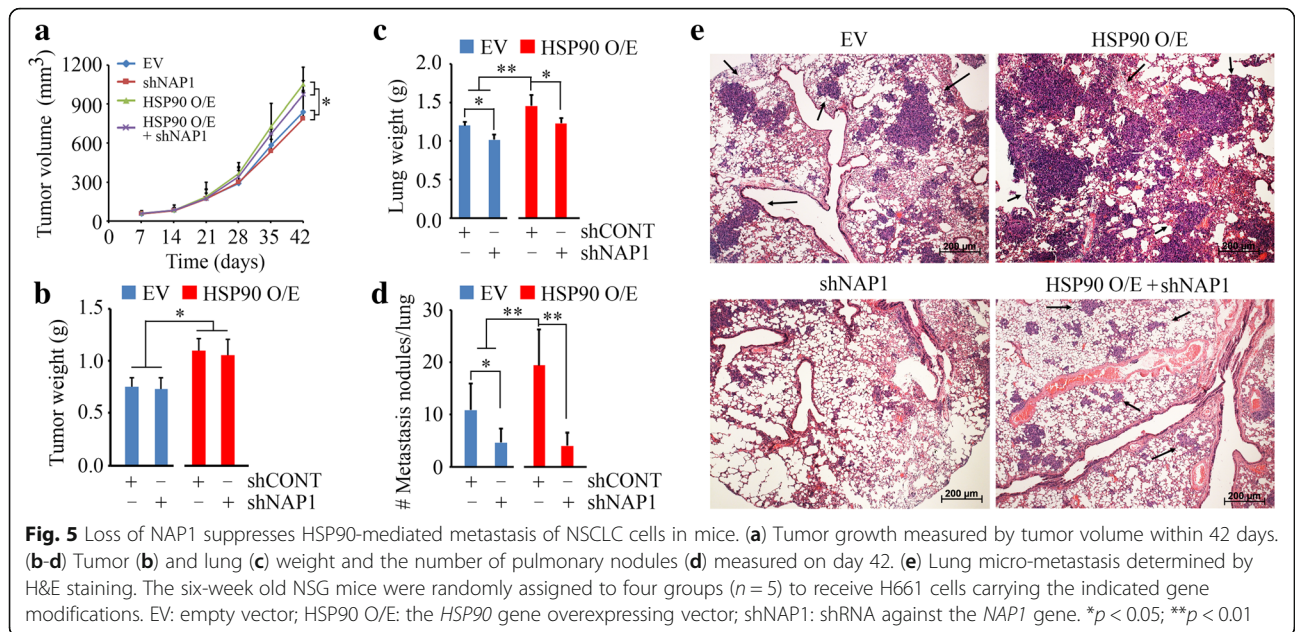 a
EV
shNAP1
HSP90 O/E
HSP90 O/E
+ shNAP1
Tumor volume (mm³)
1200
900
600
300
0
*
0 7 14 21 28 35 42
Time (days)
b
EV HSP90 O/E
Tumor weight (g)
1.5
1.0
0.5
0.0
*
+ − + − shCONT
− + − + shNAP1
c
EV HSP90 O/E
Lung weight (g)
2.0
1.5
1.0
0.5
0.0
**
*
*
+ − + − shCONT
− + − + shNAP1
d
EV HSP90 O/E
# Metastasis nodules/lung
30
20
10
0
**
**
*
+ − + − shCONT
− + − + shNAP1
e
EV
200 µm
HSP90 O/E
200 µm
shNAP1
200 µm
HSP90 O/E + shNAP1
200 µm
Fig. 5 Loss of NAP1 suppresses HSP90-mediated metastasis of NSCLC cells in mice. (a) Tumor growth measured by tumor volume within 42 days.
(b-d) Tumor (b) and lung (c) weight and the number of pulmonary nodules (d) measured on day 42. (e) Lung micro-metastasis determined by
H&E staining. The six-week old NSG mice were randomly assigned to four groups (n = 5) to receive H661 cells carrying the indicated gene
modifications. EV: empty vector; HSP90 O/E: the HSP90 gene overexpressing vector; shNAP1: shRNA against the NAP1 gene. *p < 0.05; **p < 0.01